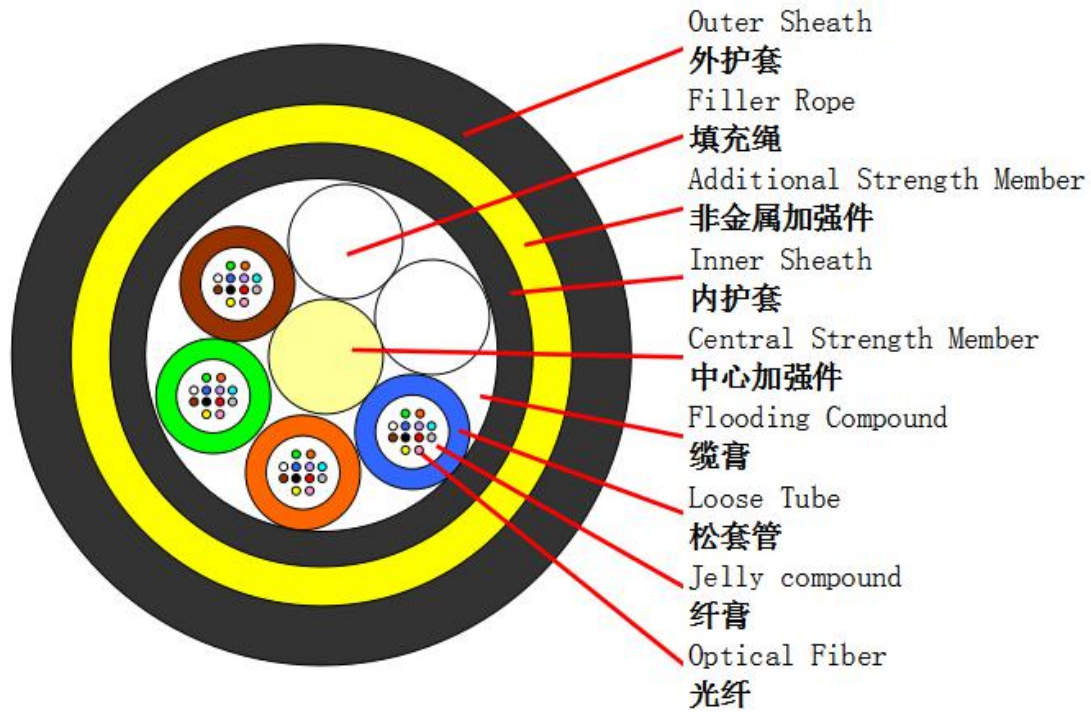 Outer Sheath
外护套
Filler Rope
填充绳
Additional Strength Member
非金属加强件
Inner Sheath
内护套
Central Strength Member
中心加强件
Flooding Compound
缆膏
Loose Tube
松套管
Jelly compound
纤膏
Optical Fiber
光纤